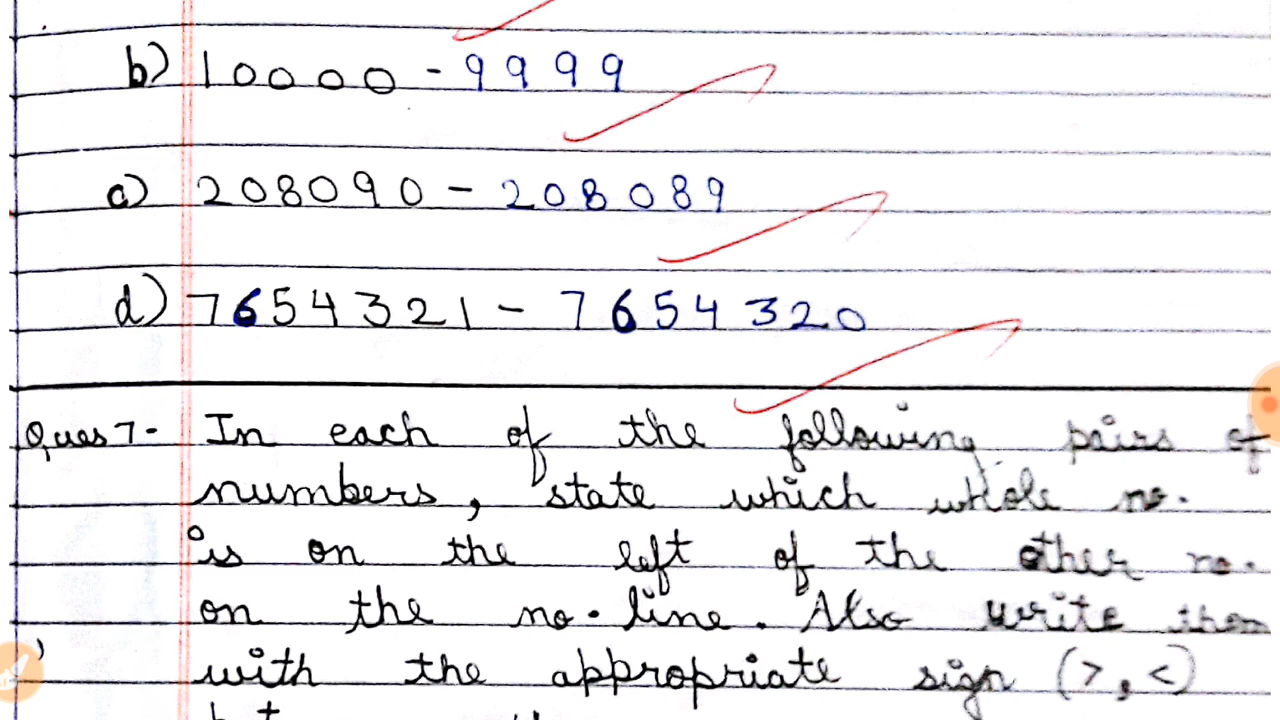 b) 10000 - 9999
c) 208090 - 208089
d) 7654321 - 7654320
Ques 7- In each of the following pairs of
numbers, state which whole no.
is on the left of the other no.
on the no. line. Also write them
with the appropriate sign (>, <)